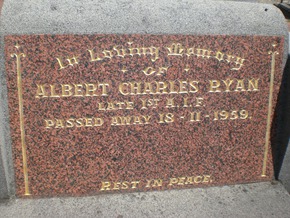 In Loving Memory
OF
ALBERT CHARLES RYAN
LATE 1ST A.I.F.
PASSED AWAY 18-11-1959.
REST IN PEACE.